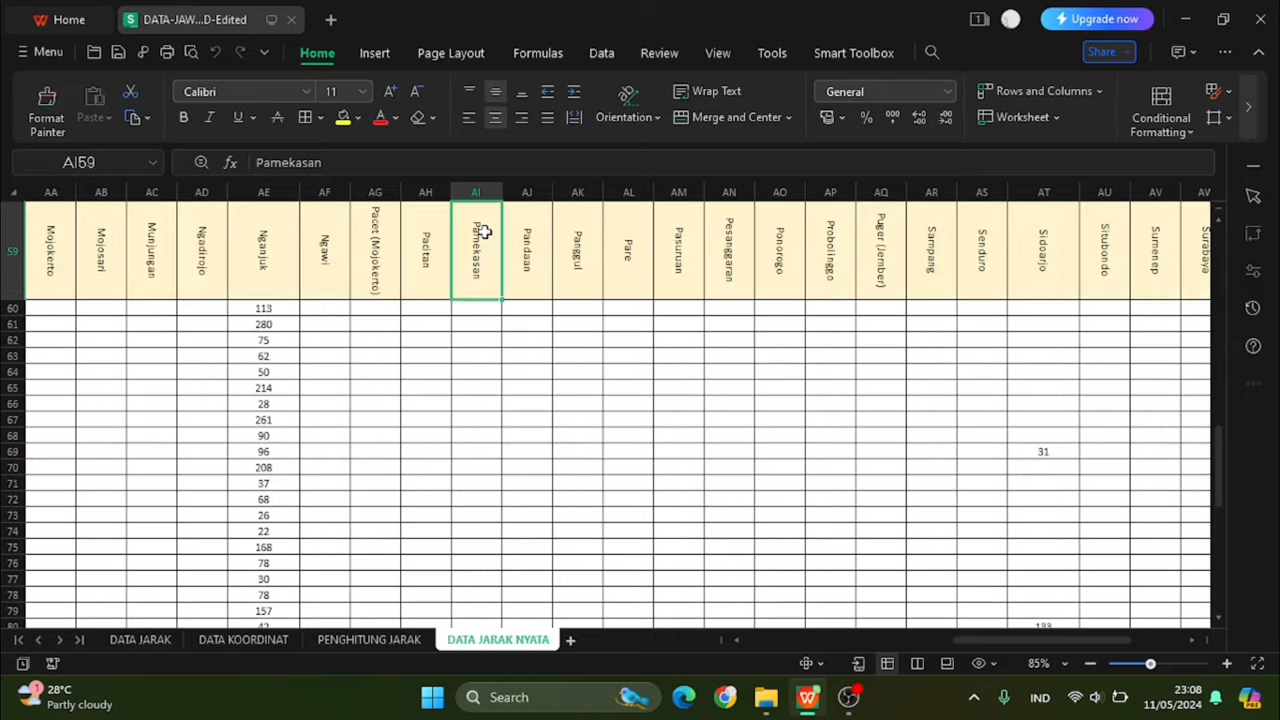 Home
DATA-JAW...D-Edited
Upgrade now
Menu
Home
Insert
Page Layout
Formulas
Data
Review
View
Tools
Smart Toolbox
Share
Format Painter
Paste
Calibri
11
Orientation
Wrap Text
Merge and Center
General
Rows and Columns
Worksheet
Conditional Formatting
AI59
fx
Pamekasan
AA AB AC AD AE AF AG AH AI AJ AK AL AM AN AO AP AQ AR AS AT AU AV AW
59 Mojokerto Mojosari Munjungan Ngadirojo Nganjuk Ngawi Pacet (Mojokerto) Pacitan Pamekasan Pandaan Panggul Pare Pasuruan Pesanggaran Ponorogo Probolinggo Puger (Jember) Sampang Senduro Sidoarjo Situbondo Sumenep Surabaya
60 113
61 280
62 75
63 62
64 50
65 214
66 28
67 261
68 90
69 96 31
70 208
71 37
72 68
73 26
74 22
75 168
76 78
77 30
78 78
79 157
80 42 133
DATA JARAK
DATA KOORDINAT
PENGHITUNG JARAK
DATA JARAK NYATA
85%
28°C
Partly cloudy
Search
IND
23:08
11/05/2024